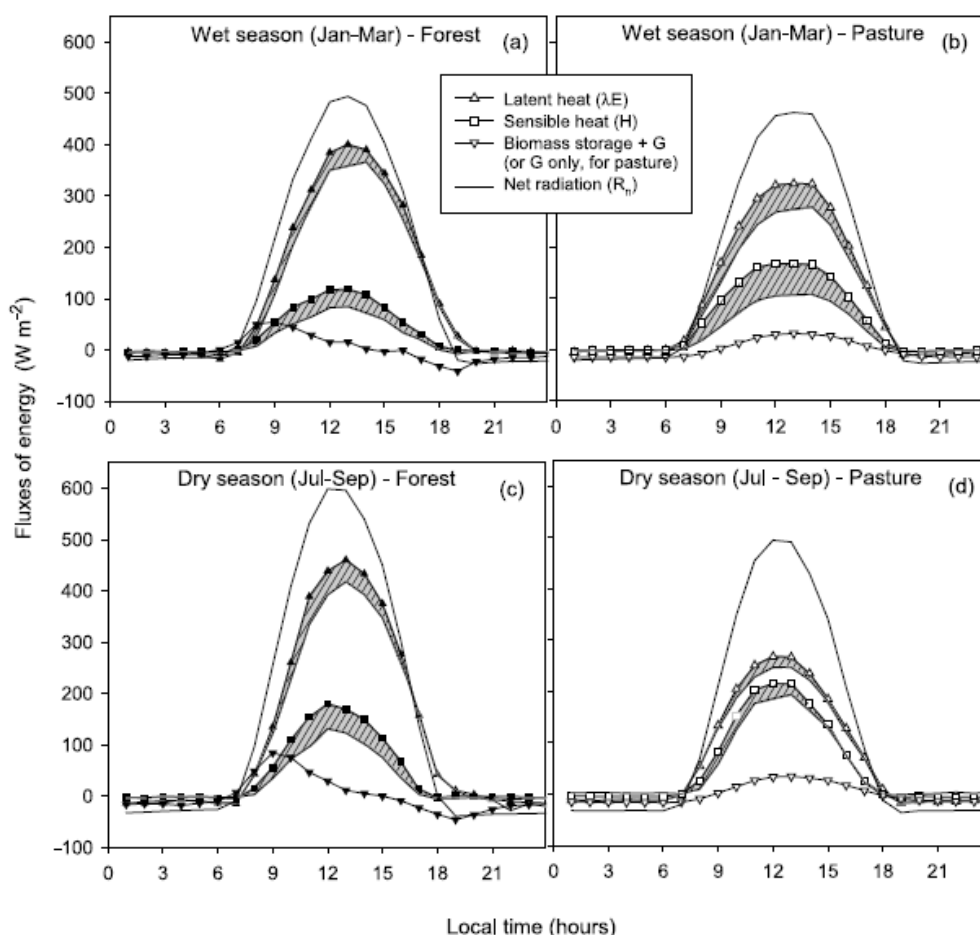 Wet season (Jan-Mar) - Forest (a)
Wet season (Jan-Mar) - Pasture (b)
Latent heat (λE)
Sensible heat (H)
Biomass storage + G
(or G only, for pasture)
Net radiation (Rₙ)
600
500
400
300
200
100
0
−100
0 3 6 9 12 15 18 21
0 3 6 9 12 15 18 21
Dry season (Jul-Sep) - Forest (c)
Dry season (Jul - Sep) - Pasture (d)
600
500
400
300
200
100
0
−100
0 3 6 9 12 15 18 21
0 3 6 9 12 15 18 21
Fluxes of energy (W m⁻²)
Local time (hours)